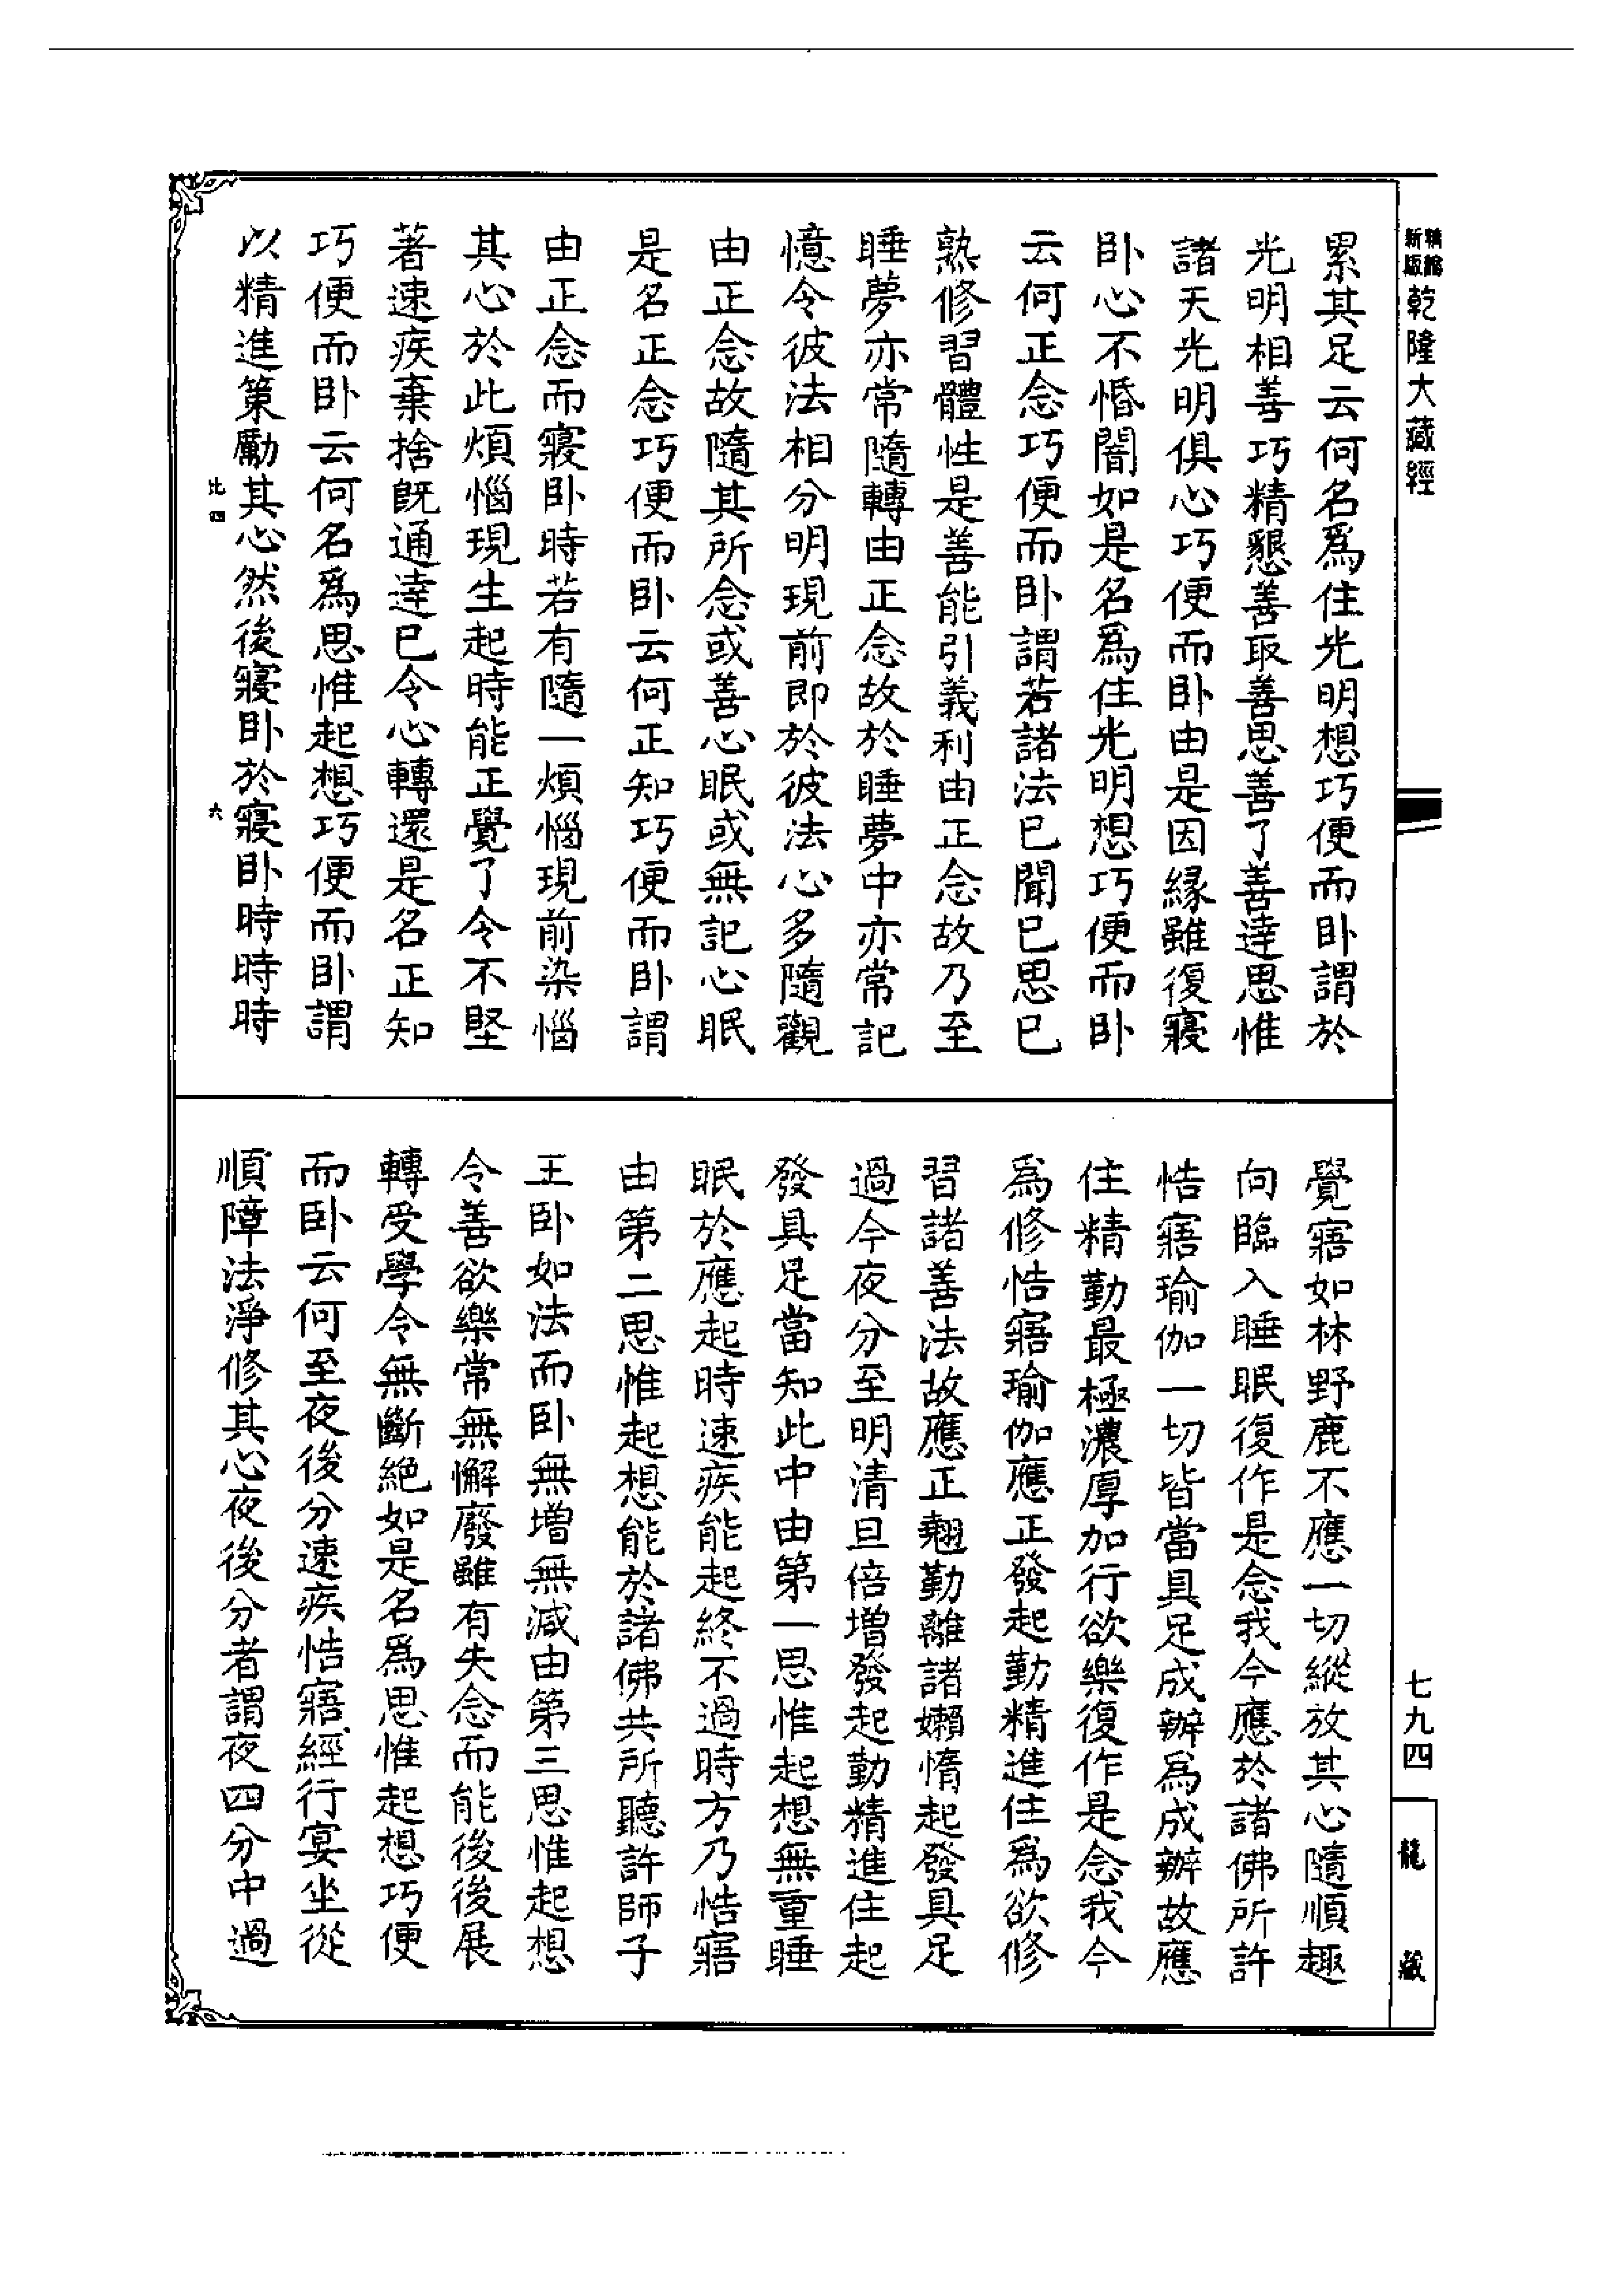 新版精縮乾隆大藏經
累其足云何名爲住光明想巧便而卧謂於
光明相善巧精懇善取善思善了善達思惟
諸天光明俱心巧便而卧由是因緣雖復寢
卧心不惛闇如是名爲住光明想巧便而卧
云何正念巧便而卧謂若諸法已聞已思已
熟修習體性是善能引義利由正念故乃至
睡夢亦常隨轉由正念故於睡夢中亦常記
憶令彼法相分明現前即於彼法心多隨觀
由正念故隨其所念或善心眠或無記心眠
是名正念巧便而卧云何正知巧便而卧謂
由正念而寢卧時若有隨一煩惱現前染惱
其心於此煩惱現生起時能正覺了令不堅
著速疾棄捨旣通達已令心轉還是名正知
巧便而卧云何名爲思惟起想巧便而卧謂
以精進策勵其心然後寢卧於寢卧時時時
比四
六
覺寤如林野鹿不應一切縱放其心隨順趣
向臨入睡眠復作是念我今應於諸佛所許
悎寤瑜伽一切皆當具足成辦爲成辦故應
住精勤最極濃厚加行欲樂復作是念我今
爲修悎寤瑜伽應正發起勤精進住爲欲修
習諸善法故應正翹勤離諸嬾惰起發具足
過今夜分至明清旦倍增發起勤精進住起
發具足當知此中由第一思惟起想無重睡
眠於應起時速疾能起終不過時方乃悎寤
由第二思惟起想能於諸佛共所聽許師子
王卧如法而卧無增無減由第三思惟起想
令善欲樂常無懈廢雖有失念而能後後展
轉受學令無斷絕如是名爲思惟起想巧便
而卧云何至夜後分速疾悎寤經行宴坐從
順障法淨修其心夜後分者謂夜四分中過
七九四
龍藏